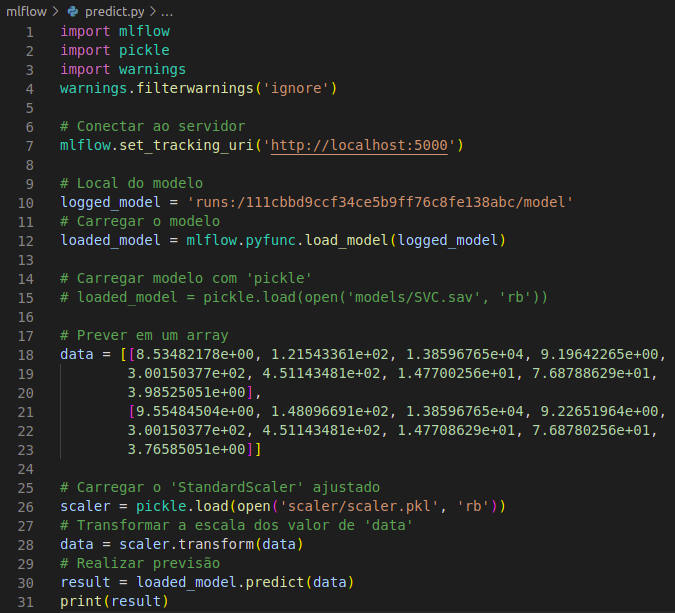 mlflow > predict.py > ...
1 import mlflow
2 import pickle
3 import warnings
4 warnings.filterwarnings('ignore')
5
6 # Conectar ao servidor
7 mlflow.set_tracking_uri('http://localhost:5000')
8
9 # Local do modelo
10 logged_model = 'runs:/111cbbd9ccf34ce5b9ff76c8fe138abc/model'
11 # Carregar o modelo
12 loaded_model = mlflow.pyfunc.load_model(logged_model)
13
14 # Carregar modelo com 'pickle'
15 # loaded_model = pickle.load(open('models/SVC.sav', 'rb'))
16
17 # Prever em um array
18 data = [[8.53482178e+00, 1.21543361e+02, 1.38596765e+04, 9.19642265e+00,
19 3.00150377e+02, 4.51143481e+02, 1.47700256e+01, 7.68788629e+01,
20 3.98525051e+00],
21 [9.55484504e+00, 1.48096691e+02, 1.38596765e+04, 9.22651964e+00,
22 3.00150377e+02, 4.51143481e+02, 1.47708629e+01, 7.68780256e+01,
23 3.76585051e+00]]
24
25 # Carregar o 'StandardScaler' ajustado
26 scaler = pickle.load(open('scaler/scaler.pkl', 'rb'))
27 # Transformar a escala dos valor de 'data'
28 data = scaler.transform(data)
29 # Realizar previsão
30 result = loaded_model.predict(data)
31 print(result)